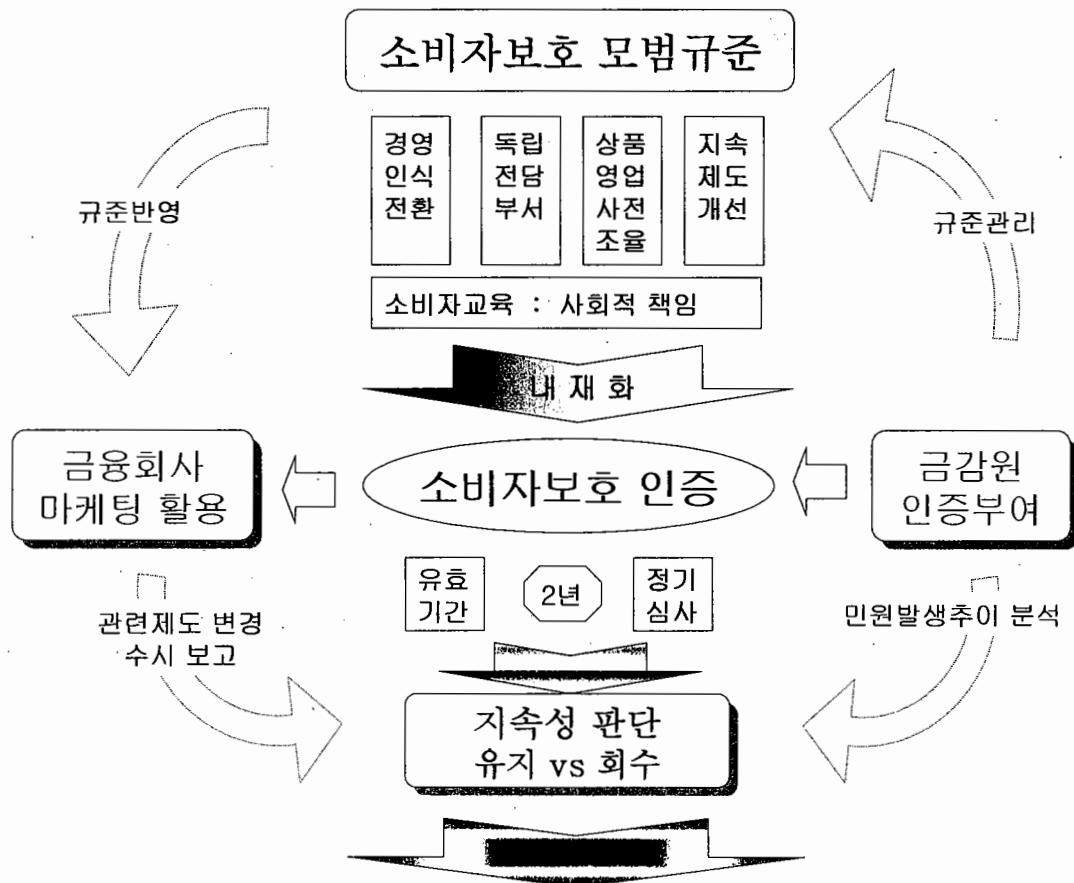 소비자보호 모범규준
경영
인식
전환
독립
전담
부서
상품
영업
사전
조율
지속
제도
개선
규준반영
규준관리
소비자교육 : 사회적 책임
내 재 화
금융회사
마케팅 활용
소비자보호 인증
금감원
인증부여
유효
기간
2년
정기
심사
관련제도 변경
수시 보고
민원발생추이 분석
지속성 판단
유지 vs 회수